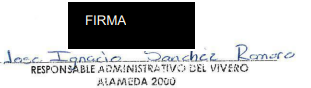 FIRMA
Jose Ignacio Sanchez Romero
RESPONSABLE ADMINISTRATIVO DEL VIVERO
ALAMEDA 2000